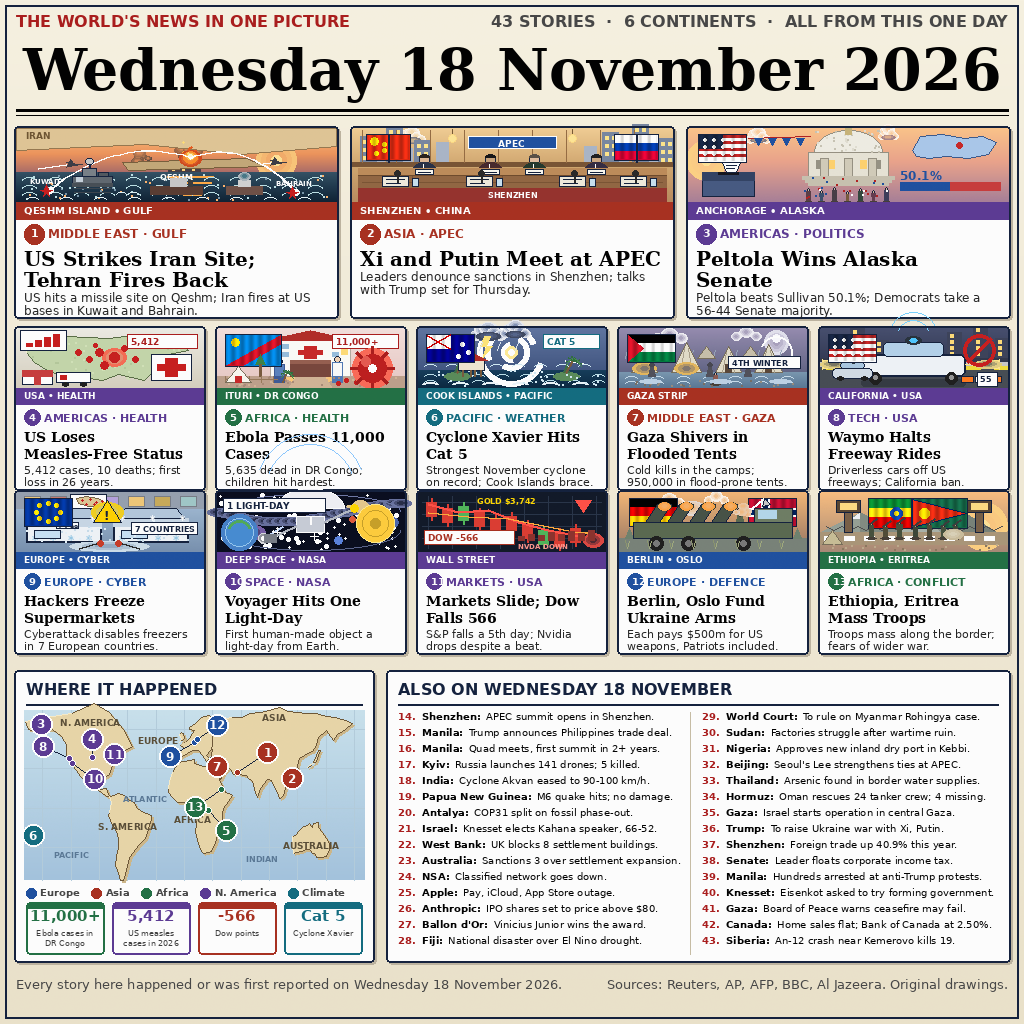 THE WORLD'S NEWS IN ONE PICTURE
43 STORIES · 6 CONTINENTS · ALL FROM THIS ONE DAY
Wednesday 18 November 2026
IRAN
KUWAIT
QESHM
BAHRAIN
QESHM ISLAND • GULF
1 MIDDLE EAST · GULF
US Strikes Iran Site;
Tehran Fires Back
US hits a missile site on Qeshm; Iran fires at US
bases in Kuwait and Bahrain.
APEC
SHENZHEN
SHENZHEN • CHINA
2 ASIA · APEC
Xi and Putin Meet at APEC
Leaders denounce sanctions in Shenzhen; talks
with Trump set for Thursday.
50.1%
ANCHORAGE • ALASKA
3 AMERICAS · POLITICS
Peltola Wins Alaska
Senate
Peltola beats Sullivan 50.1%; Democrats take a
56-44 Senate majority.
5,412
USA • HEALTH
4 AMERICAS · HEALTH
US Loses
Measles-Free Status
5,412 cases, 10 deaths; first
loss in 26 years.
11,000+
ITURI • DR CONGO
5 AFRICA · HEALTH
Ebola Passes 11,000
Cases
5,635 dead in DR Congo;
children hit hardest.
CAT 5
COOK ISLANDS • PACIFIC
6 PACIFIC · WEATHER
Cyclone Xavier Hits
Cat 5
Strongest November cyclone
on record; Cook Islands brace.
4TH WINTER
GAZA STRIP
7 MIDDLE EAST · GAZA
Gaza Shivers in
Flooded Tents
Cold kills in the camps;
950,000 in flood-prone tents.
55
CALIFORNIA • USA
8 TECH · USA
Waymo Halts
Freeway Rides
Driverless cars off US
freeways; California ban.
7 COUNTRIES
EUROPE • CYBER
9 EUROPE · CYBER
Hackers Freeze
Supermarkets
Cyberattack disables freezers
in 7 European countries.
1 LIGHT-DAY
DEEP SPACE • NASA
10 SPACE · NASA
Voyager Hits One
Light-Day
First human-made object a
light-day from Earth.
GOLD $3,742
DOW -566
NVDA DOWN
WALL STREET
11 MARKETS · USA
Markets Slide; Dow
Falls 566
S&P falls a 5th day; Nvidia
drops despite a beat.
BERLIN • OSLO
12 EUROPE · DEFENCE
Berlin, Oslo Fund
Ukraine Arms
Each pays $500m for US
weapons, Patriots included.
ETHIOPIA • ERITREA
13 AFRICA · CONFLICT
Ethiopia, Eritrea
Mass Troops
Troops mass along the border;
fears of wider war.
WHERE IT HAPPENED
3
N. AMERICA
12
ASIA
8
4
11
EUROPE
9
1
7
10
2
ATLANTIC
13
AFRICA
S. AMERICA
5
6
AUSTRALIA
PACIFIC
INDIAN
Europe Asia Africa N. America Climate
11,000+
Ebola cases in
DR Congo
5,412
US measles
cases in 2026
-566
Dow points
Cat 5
Cyclone Xavier
ALSO ON WEDNESDAY 18 NOVEMBER
14. Shenzhen: APEC summit opens in Shenzhen.
15. Manila: Trump announces Philippines trade deal.
16. Manila: Quad meets, first summit in 2+ years.
17. Kyiv: Russia launches 141 drones; 5 killed.
18. India: Cyclone Akvan eased to 90-100 km/h.
19. Papua New Guinea: M6 quake hits; no damage.
20. Antalya: COP31 split on fossil phase-out.
21. Israel: Knesset elects Kahana speaker, 66-52.
22. West Bank: UK blocks 8 settlement buildings.
23. Australia: Sanctions 3 over settlement expansion.
24. NSA: Classified network goes down.
25. Apple: Pay, iCloud, App Store outage.
26. Anthropic: IPO shares set to price above $80.
27. Ballon d'Or: Vinicius Junior wins the award.
28. Fiji: National disaster over El Nino drought.
29. World Court: To rule on Myanmar Rohingya case.
30. Sudan: Factories struggle after wartime ruin.
31. Nigeria: Approves new inland dry port in Kebbi.
32. Beijing: Seoul's Lee strengthens ties at APEC.
33. Thailand: Arsenic found in border water supplies.
34. Hormuz: Oman rescues 24 tanker crew; 4 missing.
35. Gaza: Israel starts operation in central Gaza.
36. Trump: To raise Ukraine war with Xi, Putin.
37. Shenzhen: Foreign trade up 40.9% this year.
38. Senate: Leader floats corporate income tax.
39. Manila: Hundreds arrested at anti-Trump protests.
40. Knesset: Eisenkot asked to try forming government.
41. Gaza: Board of Peace warns ceasefire may fail.
42. Canada: Home sales flat; Bank of Canada at 2.50%.
43. Siberia: An-12 crash near Kemerovo kills 19.
Every story here happened or was first reported on Wednesday 18 November 2026.
Sources: Reuters, AP, AFP, BBC, Al Jazeera. Original drawings.